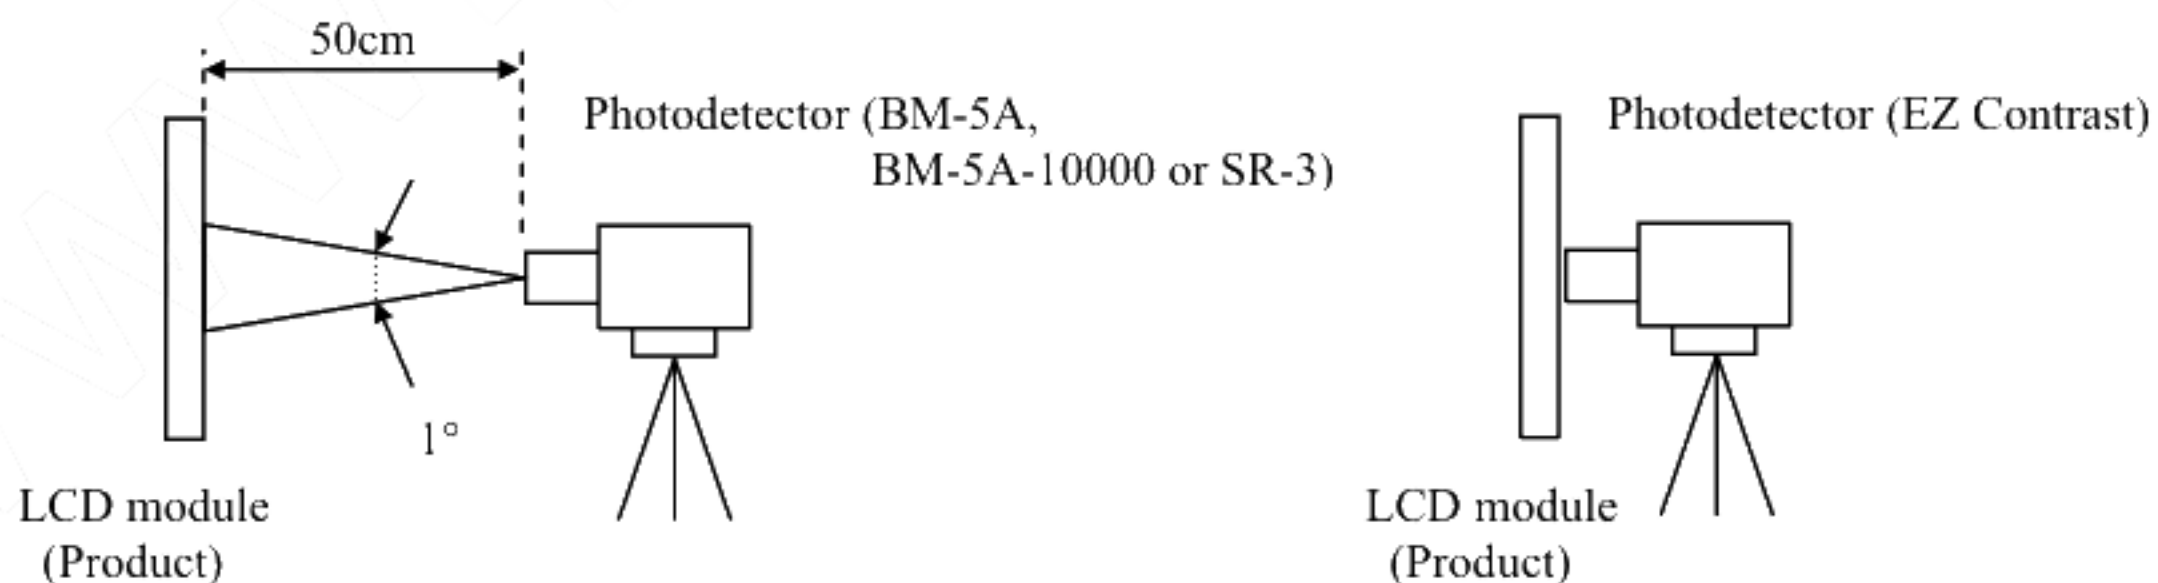 50cm
Photodetector (BM-5A,
BM-5A-10000 or SR-3)
1°
LCD module
(Product)
Photodetector (EZ Contrast)
LCD module
(Product)